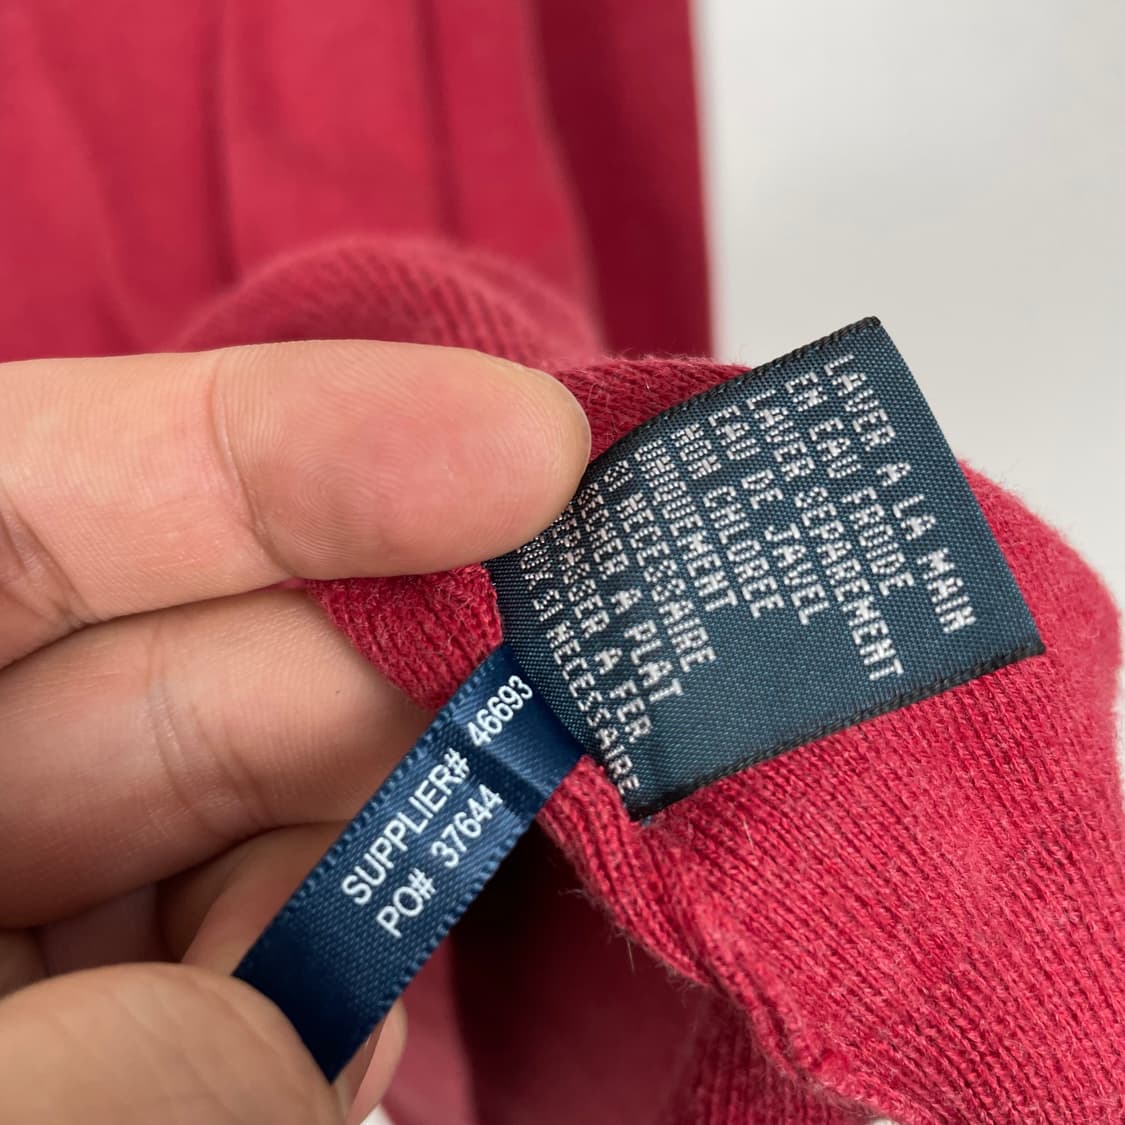 LAVER A LA MAIN
EN EAU FROIDE
LAVER SEPAREMENT
EAU DE JAVEL
NON CHLOREE
UNIQUEMENT
SI NECESSAIRE
SECHER A PLAT
REPASSER A FER
DOUX/SI NECESSAIRE
SUPPLIER# 46693
PO# 37644